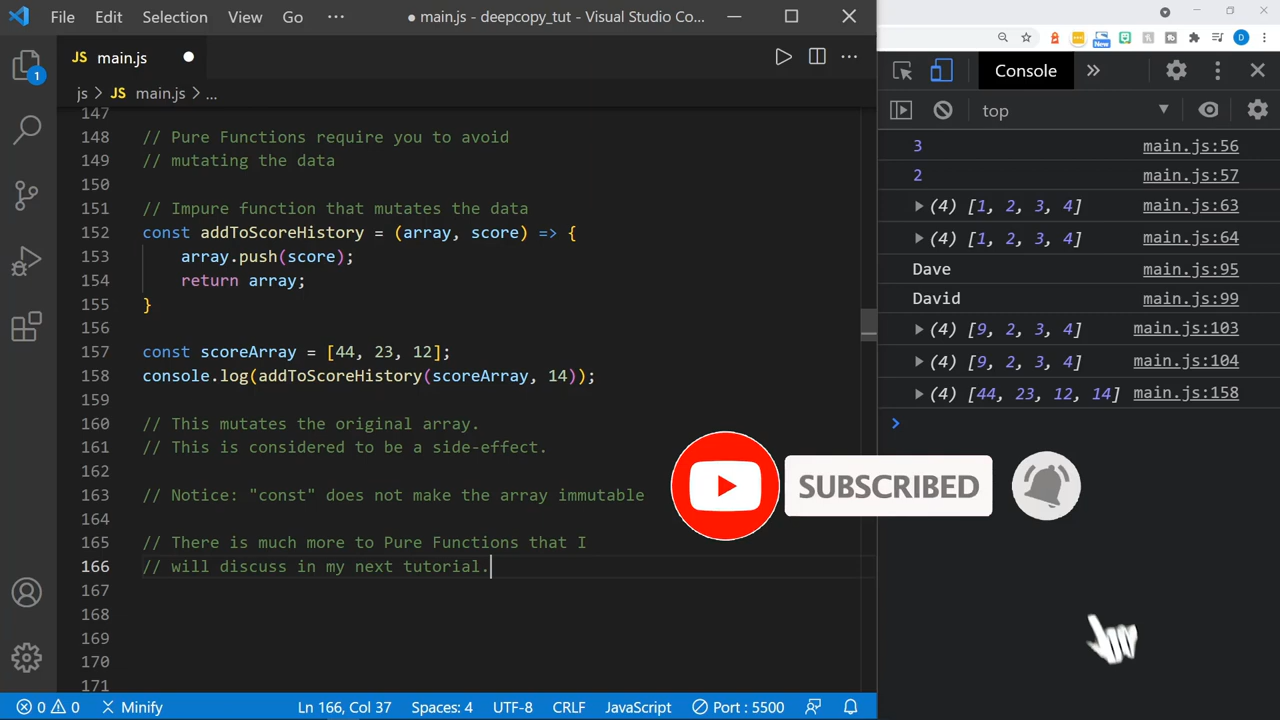 File Edit Selection View Go ··· ● main.js - deepcopy_tut - Visual Studio Co...
JS main.js
js > JS main.js > ...
147
148 // Pure Functions require you to avoid
149 // mutating the data
150
151 // Impure function that mutates the data
152 const addToScoreHistory = (array, score) => {
153 array.push(score);
154 return array;
155 }
156
157 const scoreArray = [44, 23, 12];
158 console.log(addToScoreHistory(scoreArray, 14));
159
160 // This mutates the original array.
161 // This is considered to be a side-effect.
162
163 // Notice: "const" does not make the array immutable
164
165 // There is much more to Pure Functions that I
166 // will discuss in my next tutorial.
167
168
169
170
171
1
0 0 Minify Ln 166, Col 37 Spaces: 4 UTF-8 CRLF JavaScript Port : 5500
New D
Console
top
3 main.js:56
2 main.js:57
(4) [1, 2, 3, 4] main.js:63
(4) [1, 2, 3, 4] main.js:64
Dave main.js:95
David main.js:99
(4) [9, 2, 3, 4] main.js:103
(4) [9, 2, 3, 4] main.js:104
(4) [44, 23, 12, 14] main.js:158
SUBSCRIBED